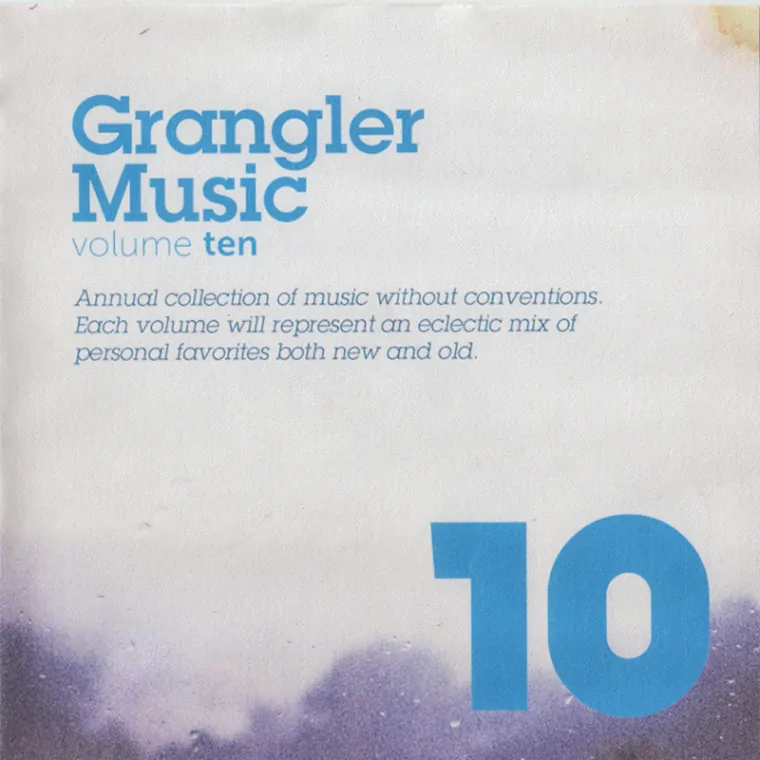 Grangler
Music
volume ten
Annual collection of music without conventions.
Each volume will represent an eclectic mix of
personal favorites both new and old.
10